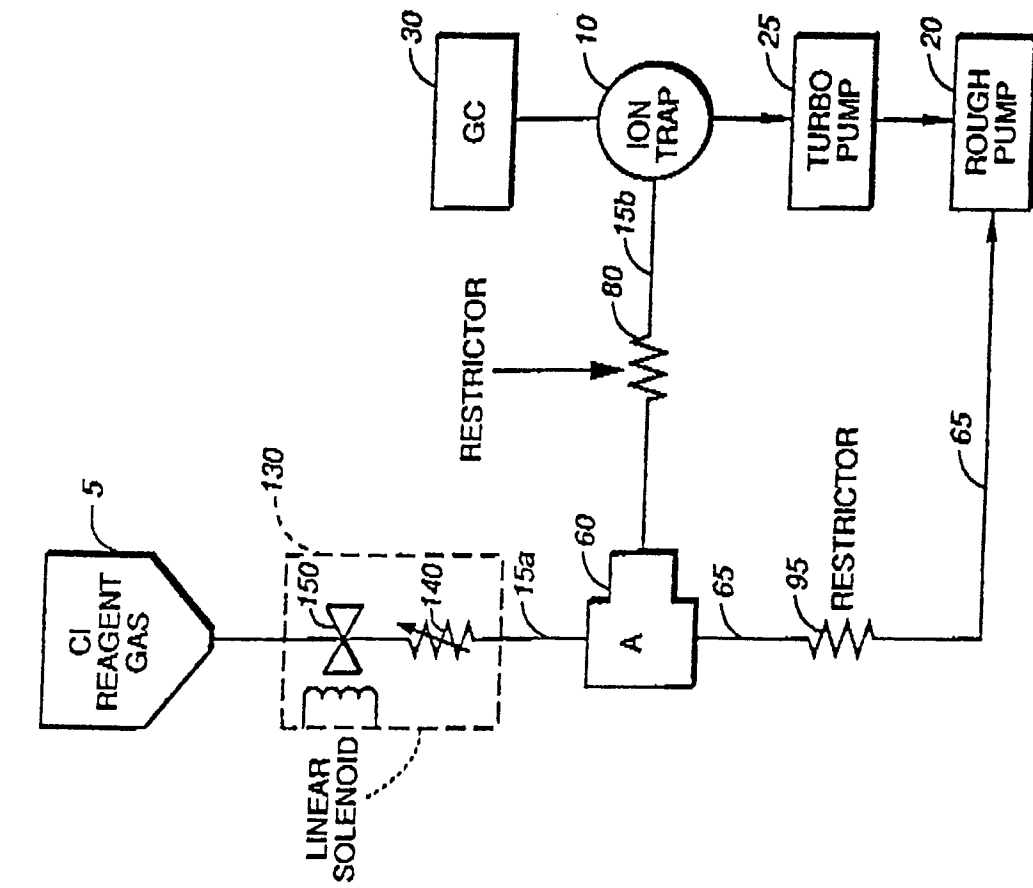 CI
REAGENT
GAS
5
130
150
140
LINEAR
SOLENOID
15a
A
60
65
95
RESTRICTOR
65
RESTRICTOR
80
15b
GC
30
ION
TRAP
10
TURBO
PUMP
25
ROUGH
PUMP
20